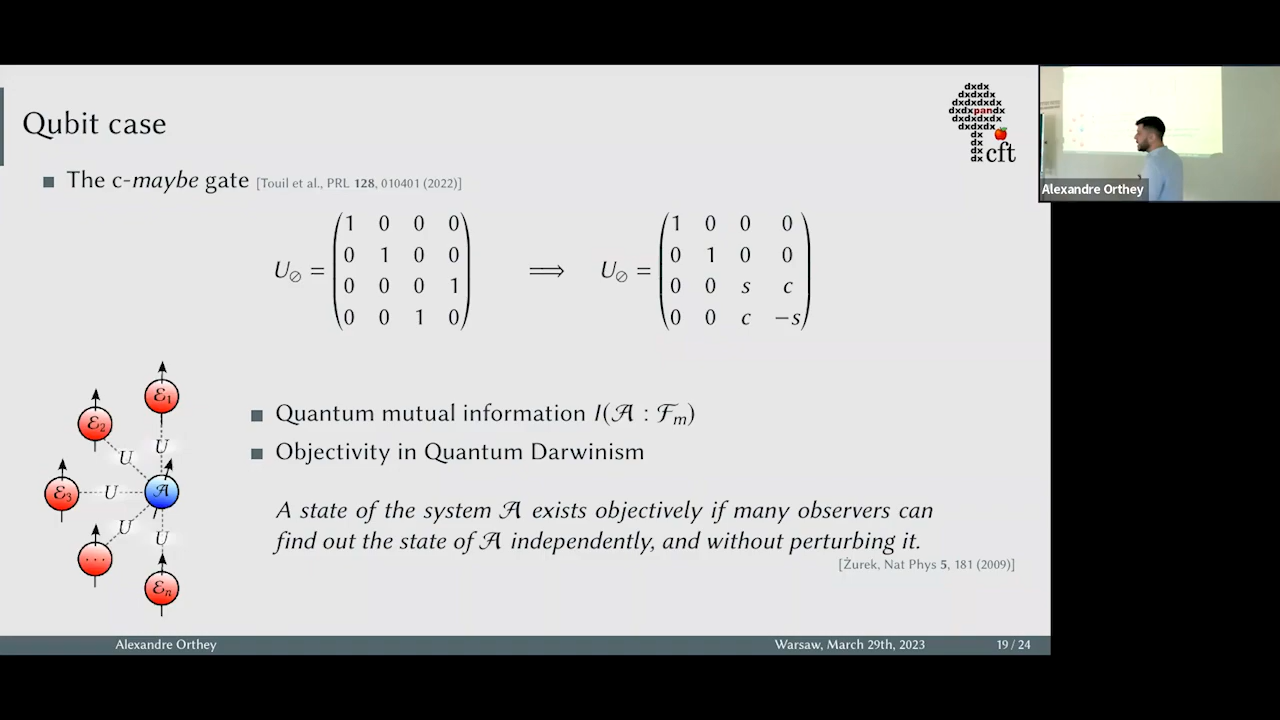 Qubit case
dxdx
dxdxdx
dxdxdxdx
dxdxpandx
dxdxdxdx
dxdxdx
dx
dx
dx
dx cft
■ The c-maybe gate [Touil et al., PRL 128, 010401 (2022)]
U⊘ = (1 0 0 0
0 1 0 0
0 0 0 1
0 0 1 0)
⟹
U⊘ = (1 0 0 0
0 1 0 0
0 0 s c
0 0 c −s)
ℰ1
ℰ2
U
U
ℰ3
U
𝒜
U
U
...
ℰn
■ Quantum mutual information I(𝒜 : ℱm)
■ Objectivity in Quantum Darwinism
A state of the system 𝒜 exists objectively if many observers can
find out the state of 𝒜 independently, and without perturbing it.
[Żurek, Nat Phys 5, 181 (2009)]
Alexandre Orthey
Warsaw, March 29th, 2023
19 / 24
Alexandre Orthey